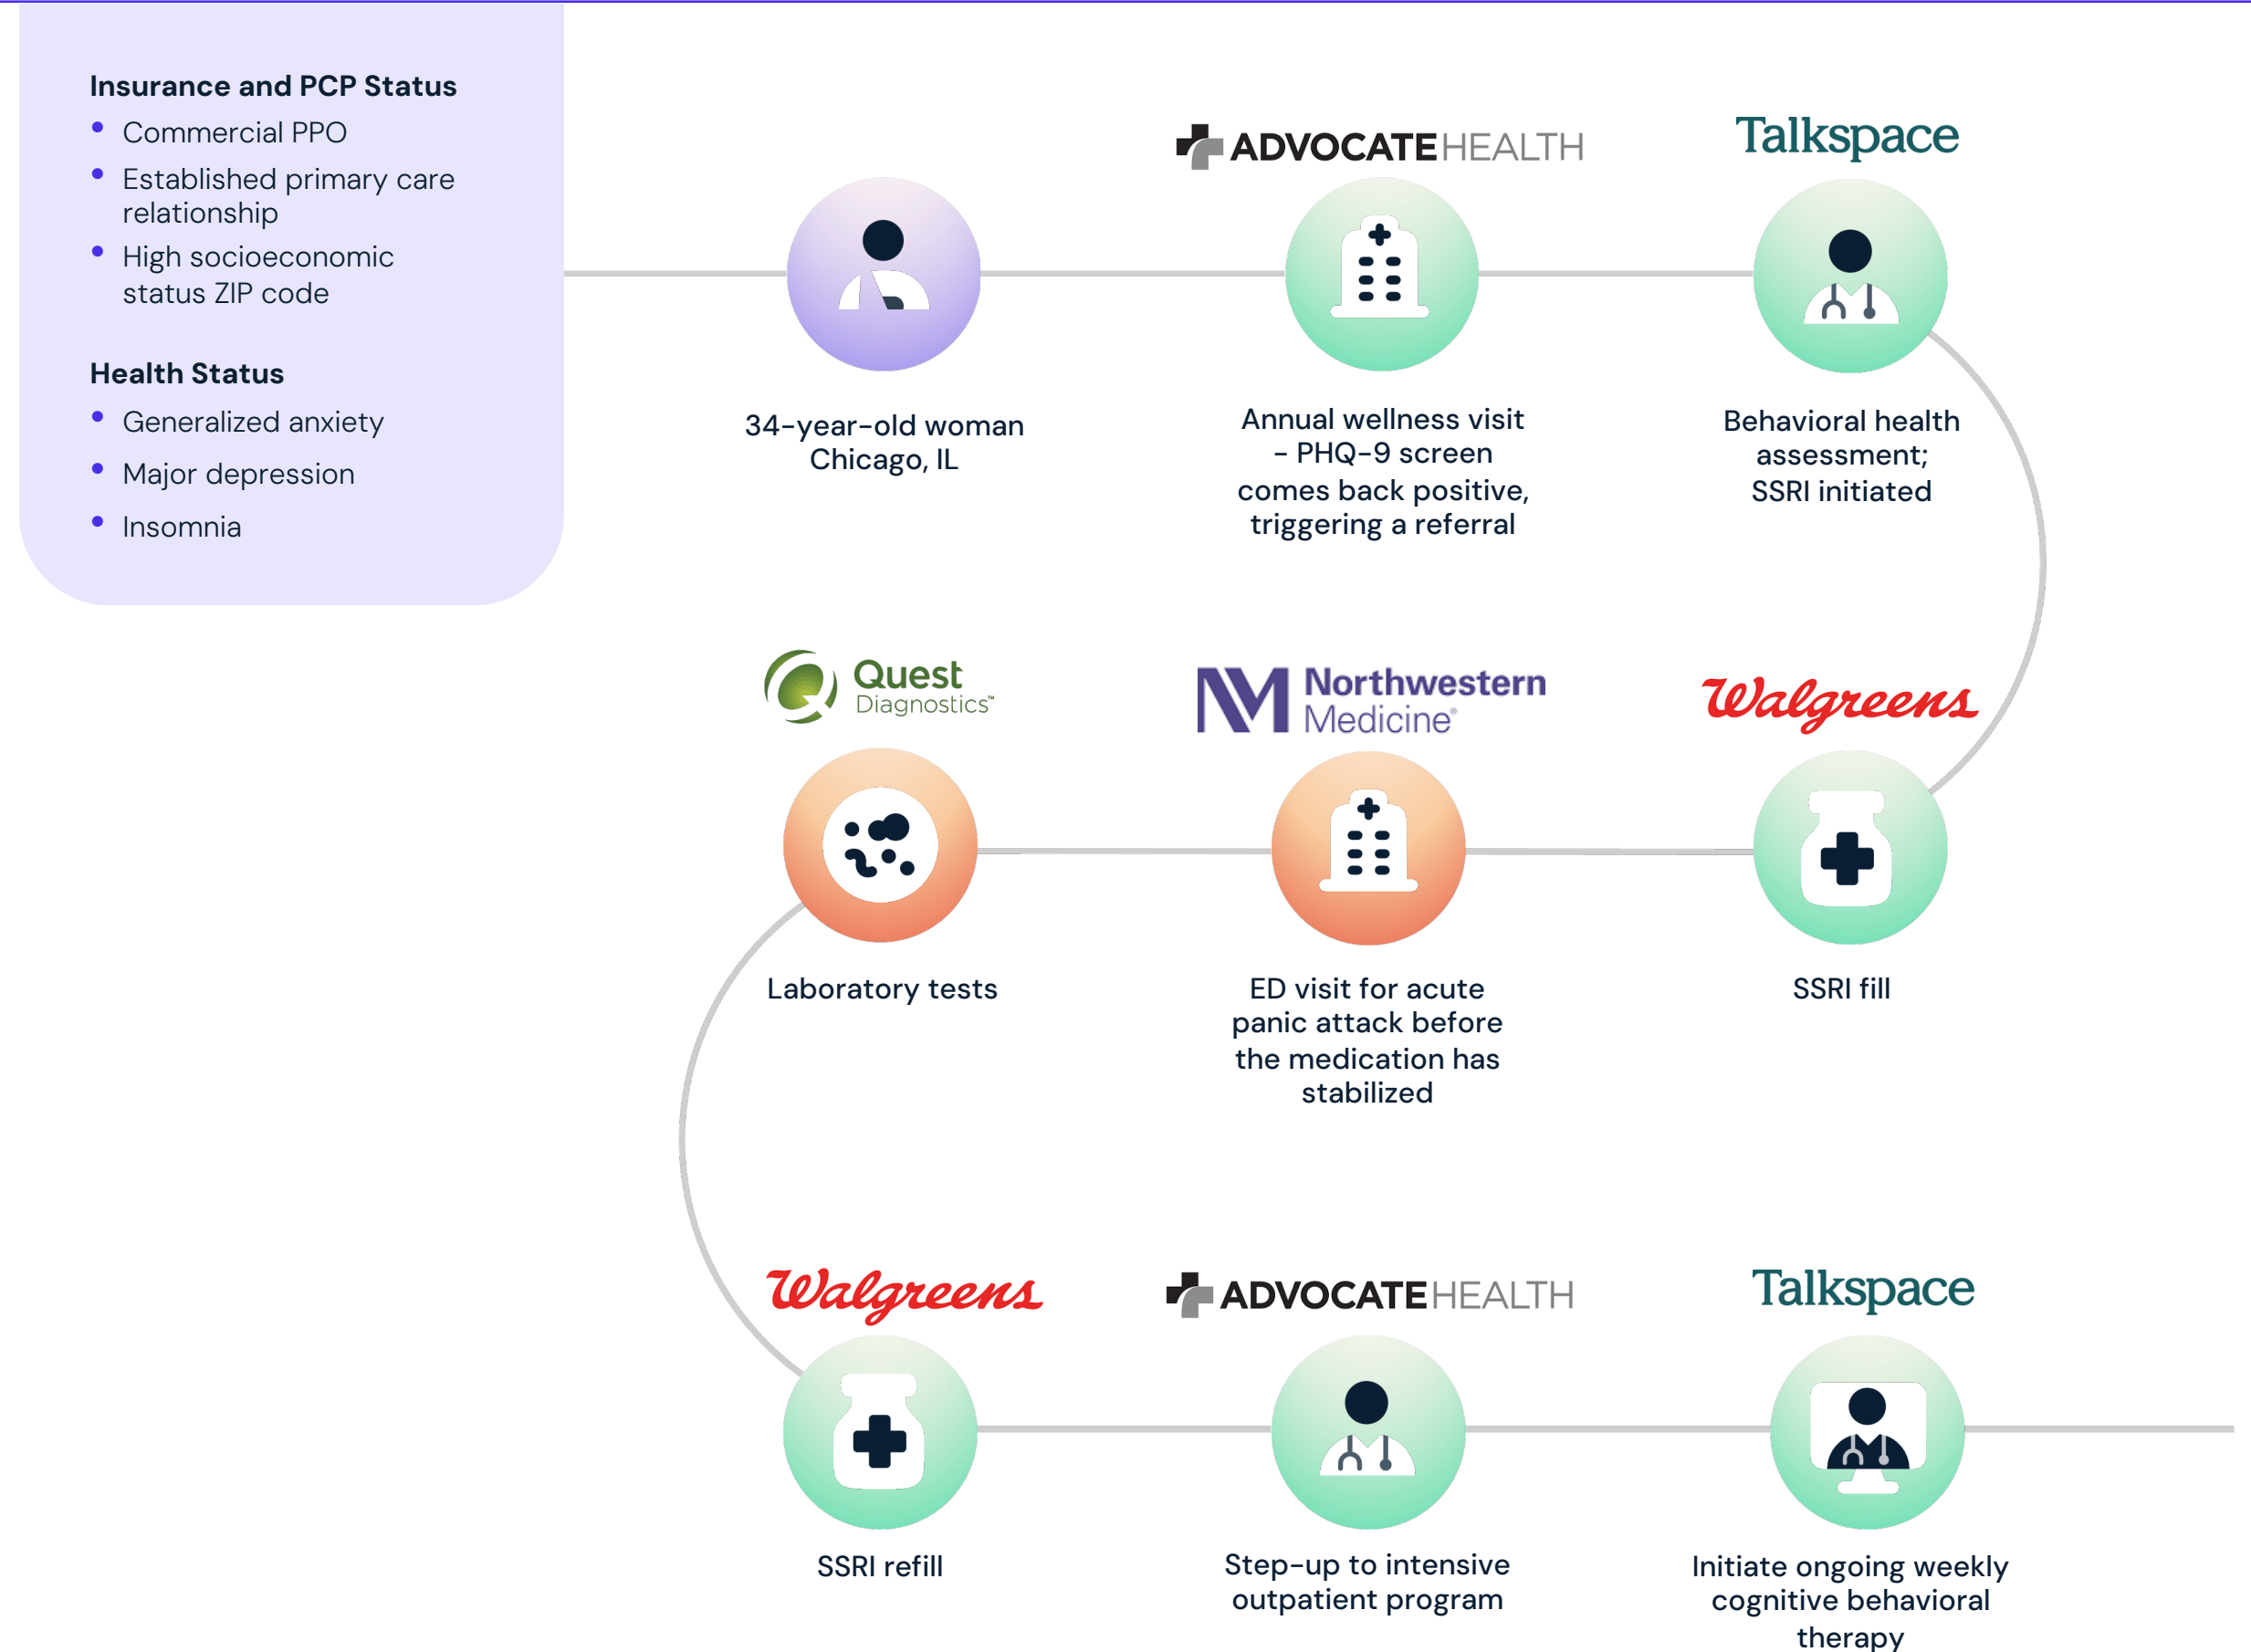 Insurance and PCP Status
• Commercial PPO
• Established primary care
relationship
• High socioeconomic
status ZIP code
Health Status
• Generalized anxiety
• Major depression
• Insomnia
34-year-old woman
Chicago, IL
ADVOCATEHEALTH
Annual wellness visit
- PHQ-9 screen
comes back positive,
triggering a referral
Talkspace
Behavioral health
assessment;
SSRI initiated
Walgreens
SSRI fill
Northwestern
Medicine®
ED visit for acute
panic attack before
the medication has
stabilized
Quest
Diagnostics™
Laboratory tests
Walgreens
SSRI refill
ADVOCATEHEALTH
Step-up to intensive
outpatient program
Talkspace
Initiate ongoing weekly
cognitive behavioral
therapy